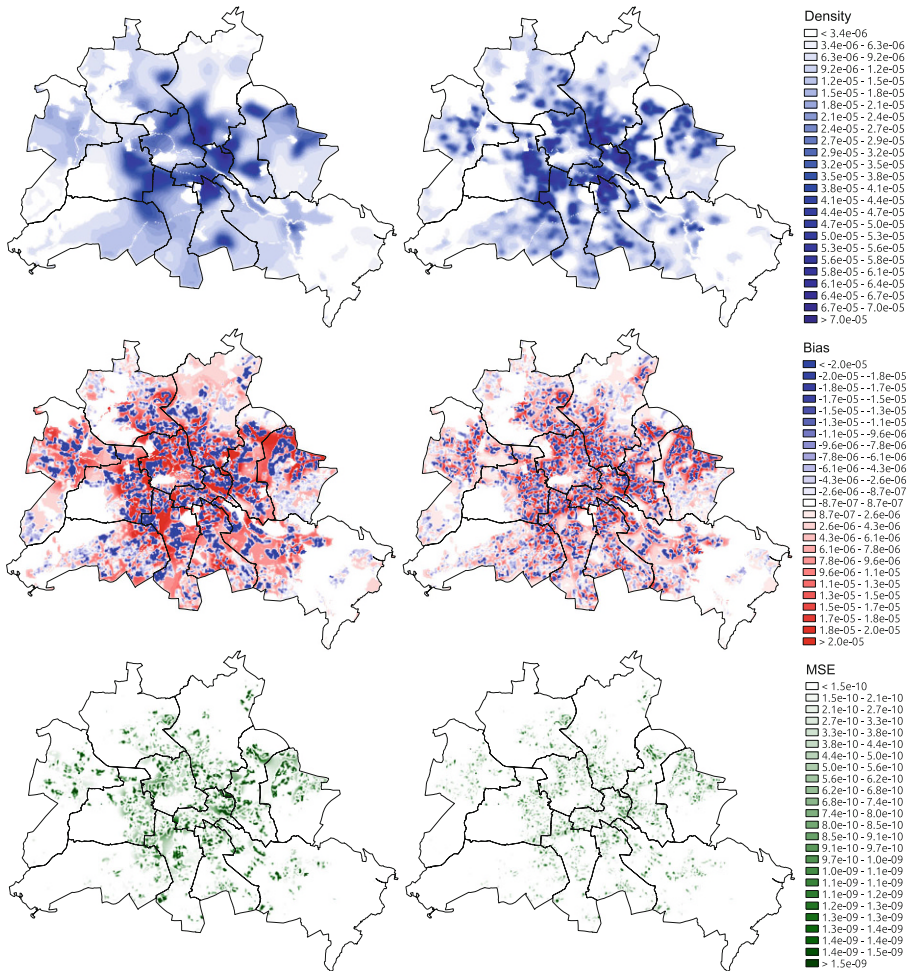 Density
< 3.4e-06
3.4e-06 - 6.3e-06
6.3e-06 - 9.2e-06
9.2e-06 - 1.2e-05
1.2e-05 - 1.5e-05
1.5e-05 - 1.8e-05
1.8e-05 - 2.1e-05
2.1e-05 - 2.4e-05
2.4e-05 - 2.7e-05
2.7e-05 - 2.9e-05
2.9e-05 - 3.2e-05
3.2e-05 - 3.5e-05
3.5e-05 - 3.8e-05
3.8e-05 - 4.1e-05
4.1e-05 - 4.4e-05
4.4e-05 - 4.7e-05
4.7e-05 - 5.0e-05
5.0e-05 - 5.3e-05
5.3e-05 - 5.6e-05
5.6e-05 - 5.8e-05
5.8e-05 - 6.1e-05
6.1e-05 - 6.4e-05
6.4e-05 - 6.7e-05
6.7e-05 - 7.0e-05
> 7.0e-05
Bias
< -2.0e-05
-2.0e-05 - -1.8e-05
-1.8e-05 - -1.7e-05
-1.7e-05 - -1.5e-05
-1.5e-05 - -1.3e-05
-1.3e-05 - -1.1e-05
-1.1e-05 - -9.6e-06
-9.6e-06 - -7.8e-06
-7.8e-06 - -6.1e-06
-6.1e-06 - -4.3e-06
-4.3e-06 - -2.6e-06
-2.6e-06 - -8.7e-07
-8.7e-07 - 8.7e-07
8.7e-07 - 2.6e-06
2.6e-06 - 4.3e-06
4.3e-06 - 6.1e-06
6.1e-06 - 7.8e-06
7.8e-06 - 9.6e-06
9.6e-06 - 1.1e-05
1.1e-05 - 1.3e-05
1.3e-05 - 1.5e-05
1.5e-05 - 1.7e-05
1.7e-05 - 1.8e-05
1.8e-05 - 2.0e-05
> 2.0e-05
MSE
< 1.5e-10
1.5e-10 - 2.1e-10
2.1e-10 - 2.7e-10
2.7e-10 - 3.3e-10
3.3e-10 - 3.8e-10
3.8e-10 - 4.4e-10
4.4e-10 - 5.0e-10
5.0e-10 - 5.6e-10
5.6e-10 - 6.2e-10
6.2e-10 - 6.8e-10
6.8e-10 - 7.4e-10
7.4e-10 - 8.0e-10
8.0e-10 - 8.5e-10
8.5e-10 - 9.1e-10
9.1e-10 - 9.7e-10
9.7e-10 - 1.0e-09
1.0e-09 - 1.1e-09
1.1e-09 - 1.1e-09
1.1e-09 - 1.2e-09
1.2e-09 - 1.3e-09
1.3e-09 - 1.3e-09
1.3e-09 - 1.4e-09
1.4e-09 - 1.4e-09
1.4e-09 - 1.5e-09
> 1.5e-09